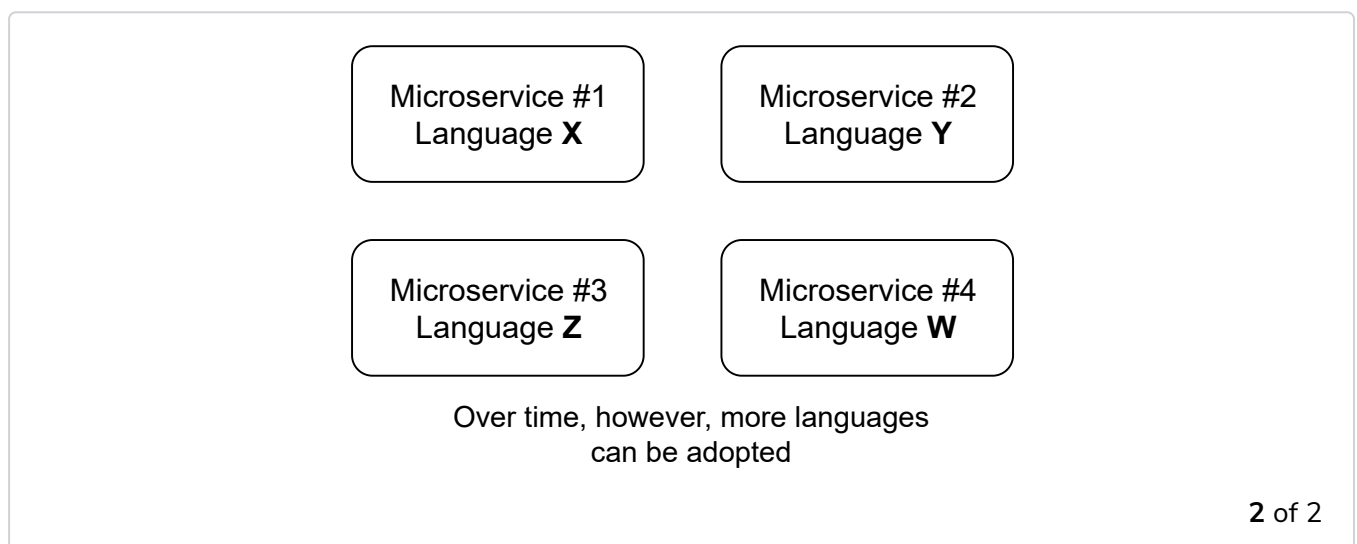 Microservice #1
Language X
Microservice #2
Language Y
Microservice #3
Language Z
Microservice #4
Language W
Over time, however, more languages
can be adopted
2 of 2